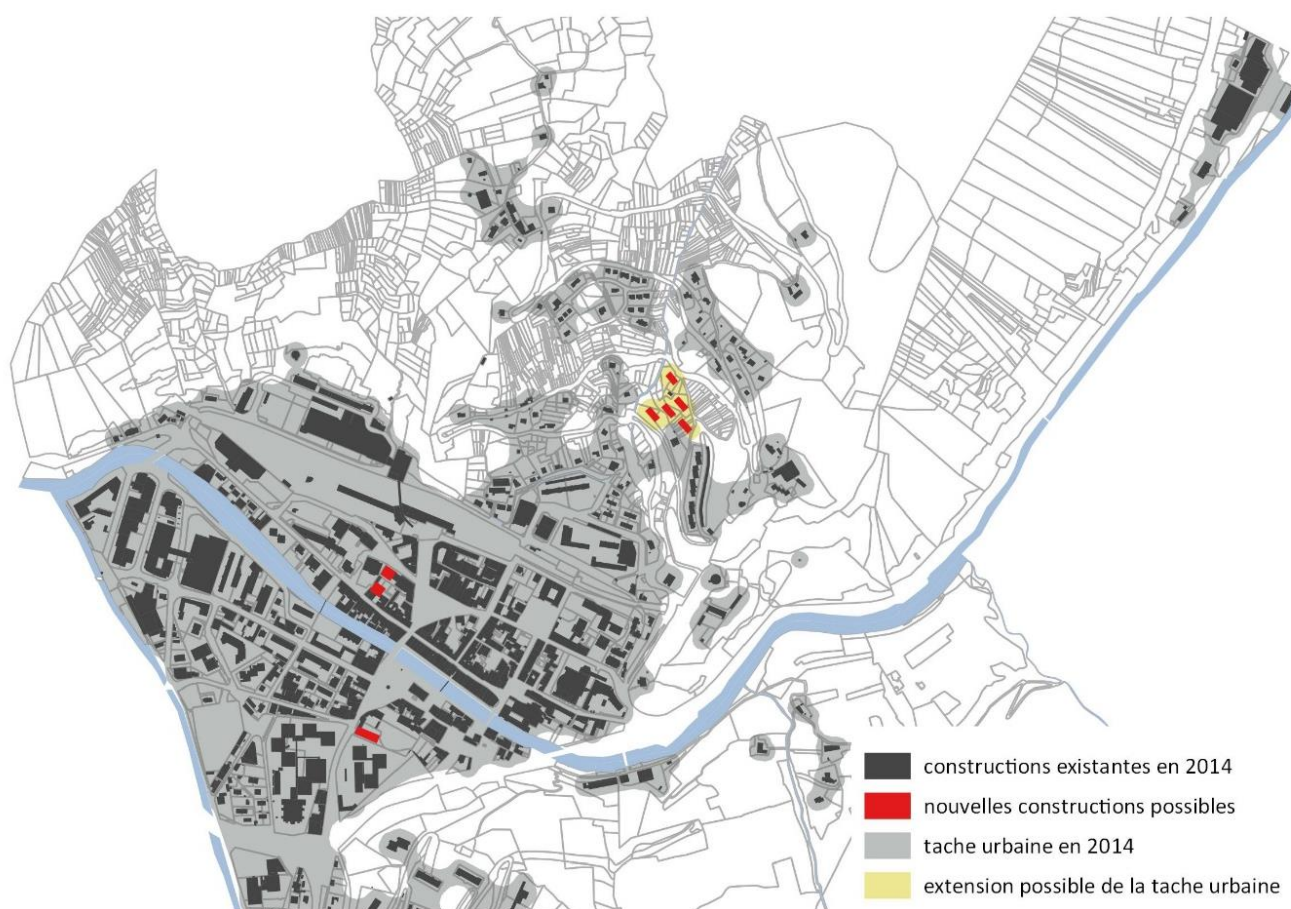 constructions existantes en 2014
nouvelles constructions possibles
tache urbaine en 2014
extension possible de la tache urbaine